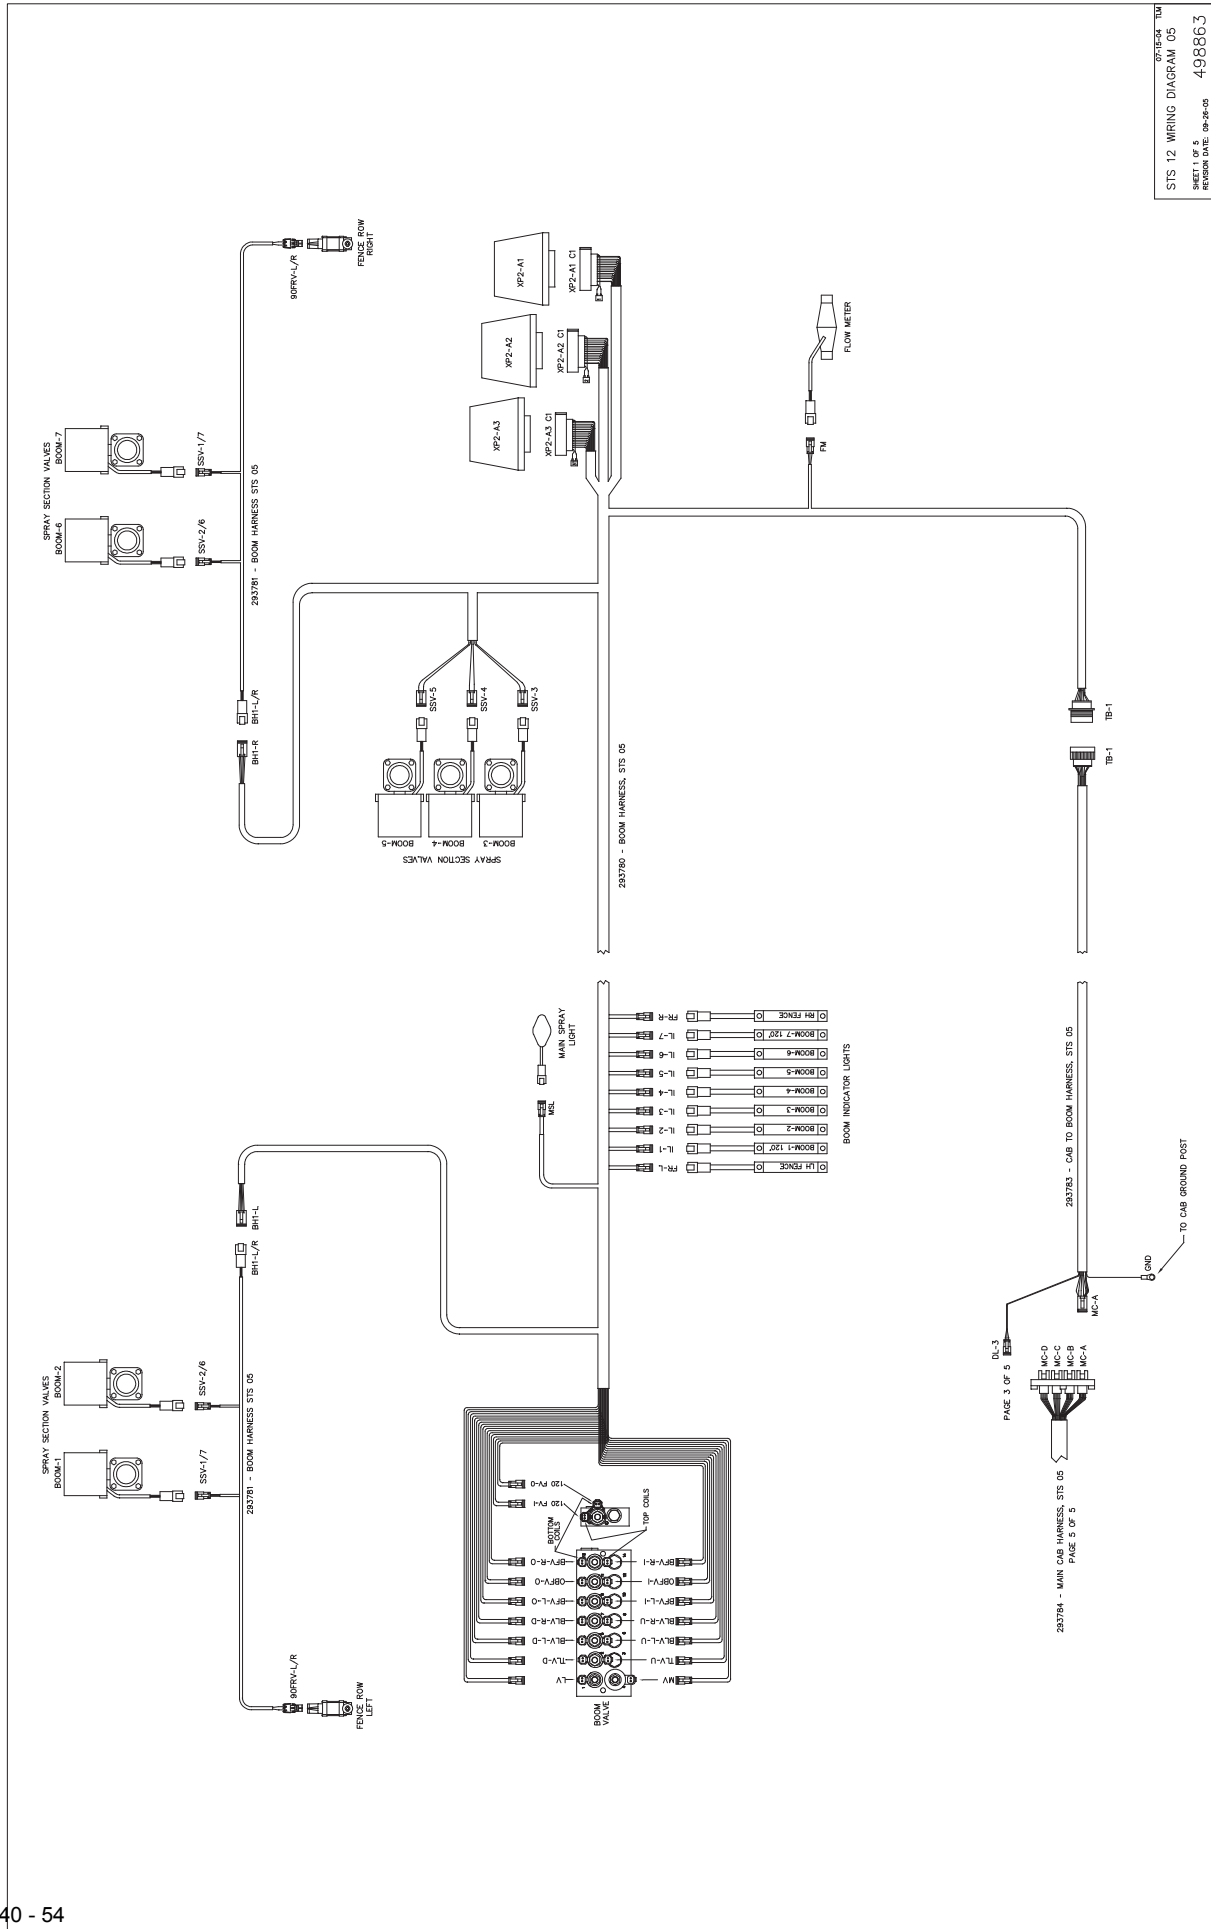 07-15-04 TLM
STS 12 WIRING DIAGRAM 05
SHEET 1 OF 5
REVISION DATE: 09-26-05
498863
SPRAY SECTION VALVES
BOOM-7
BOOM-6
SSV-1/7
SSV-2/6
293781 - BOOM HARNESS STS 05
90FRV-L/R
FENCE ROW
RIGHT
BH1-L/R
BH1-R
XP2-A1
XP2-A1 C1
XP2-A2
XP2-A2 C1
XP2-A3
XP2-A3 C1
FLOW METER
FM
SSV-5
SSV-4
SSV-3
BOOM-5
BOOM-4
BOOM-3
SPRAY SECTION VALVES
293780 - BOOM HARNESS, STS 05
TB-1
TB-1
MAIN SPRAY
LIGHT
MSL
FR-R
IL-7
IL-6
IL-5
IL-4
IL-3
IL-2
IL-1
FR-L
RH FENCE
BOOM-7 120'
BOOM-6
BOOM-5
BOOM-4
BOOM-3
BOOM-2
BOOM-1 120'
LH FENCE
BOOM INDICATOR LIGHTS
BH1-L
BH1-L/R
SPRAY SECTION VALVES
BOOM-2
BOOM-1
SSV-2/6
SSV-1/7
293781 - BOOM HARNESS STS 05
90FRV-L/R
FENCE ROW
LEFT
120 FV-O
120 FV-I
BOTTOM
COILS
TOP COILS
BFV-R-O
OBFV-O
BFV-L-O
BLV-R-D
BLV-L-D
TLV-D
LV
BFV-R-I
OBFV-I
BFV-L-I
BLV-R-U
BLV-L-U
TLV-U
MV
BOOM
VALVE
293783 - CAB TO BOOM HARNESS, STS 05
TO CAB GROUND POST
GND
MC-A
DL-3
PAGE 3 OF 5
MC-D
MC-C
MC-B
MC-A
293784 - MAIN CAB HARNESS, STS 05
PAGE 5 OF 5
40 - 54